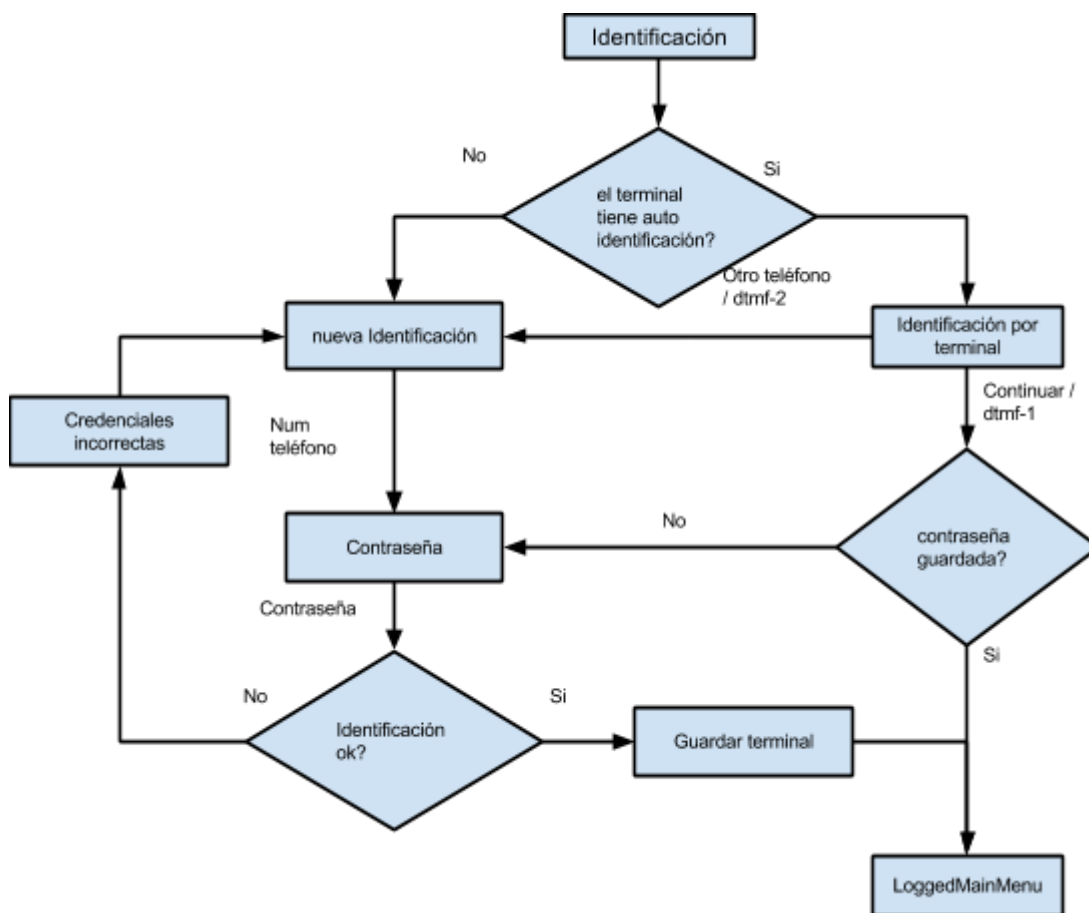 Identificación
No
Si
el terminal
tiene auto
identificación?
Otro teléfono
/ dtmf-2
nueva Identificación
Identificación por
terminal
Continuar /
dtmf-1
Credenciales
incorrectas
Num
teléfono
No
contraseña
guardada?
Contraseña
Contraseña
Si
No
Si
Identificación
ok?
Guardar terminal
LoggedMainMenu